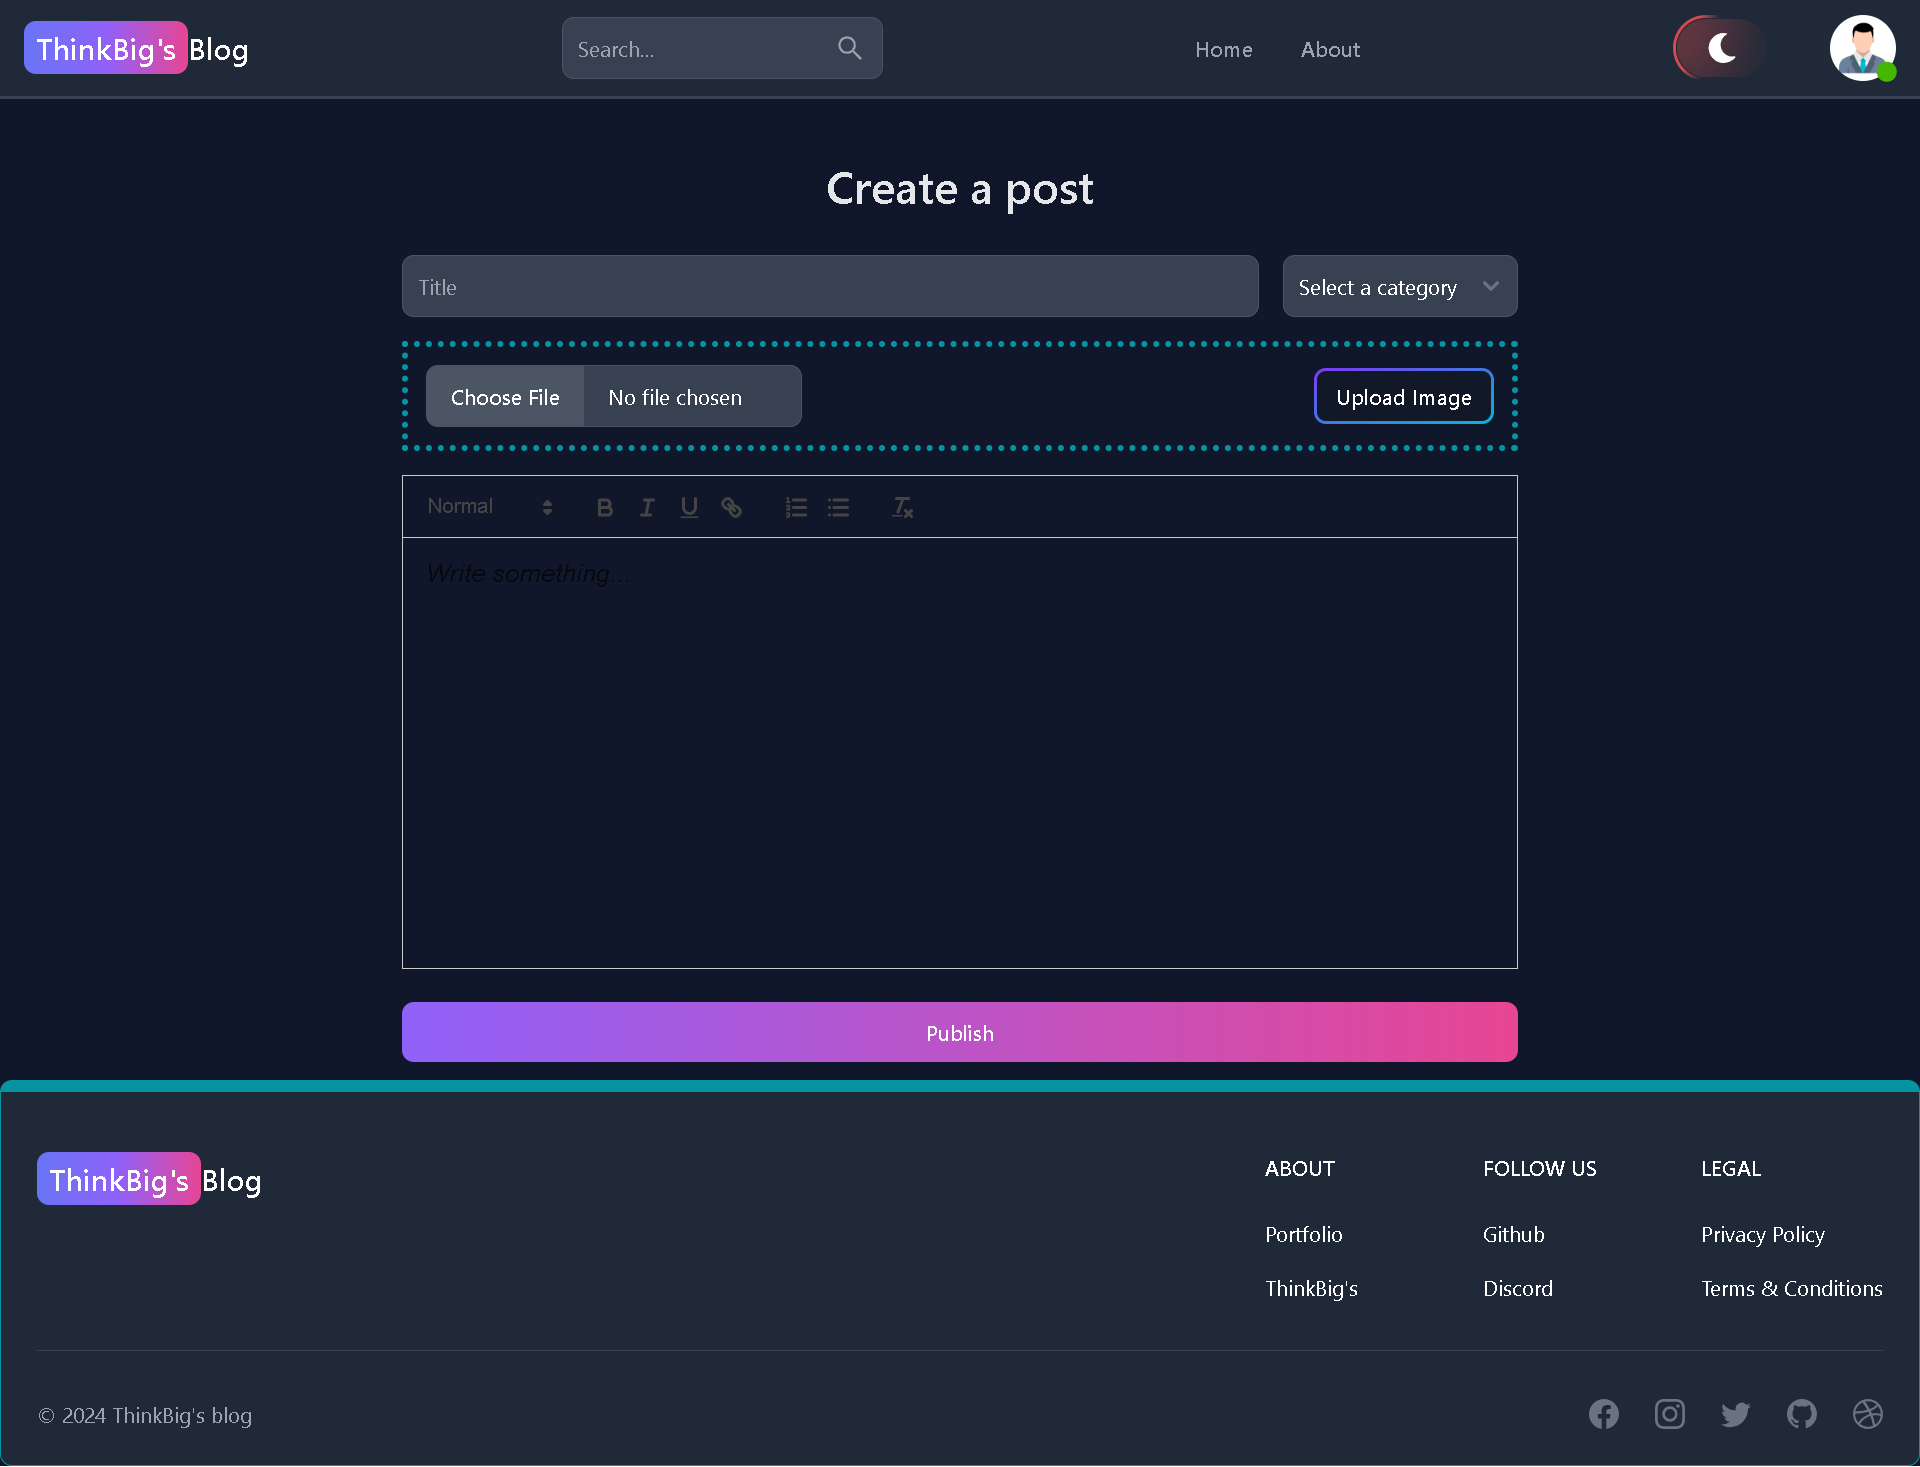 ThinkBig's Blog
Search...
Home
About
Create a post
Title
Select a category
Choose File
No file chosen
Upload Image
Normal
Write something...
Publish
ThinkBig's Blog
ABOUT
Portfolio
ThinkBig's
FOLLOW US
Github
Discord
LEGAL
Privacy Policy
Terms & Conditions
© 2024 ThinkBig's blog